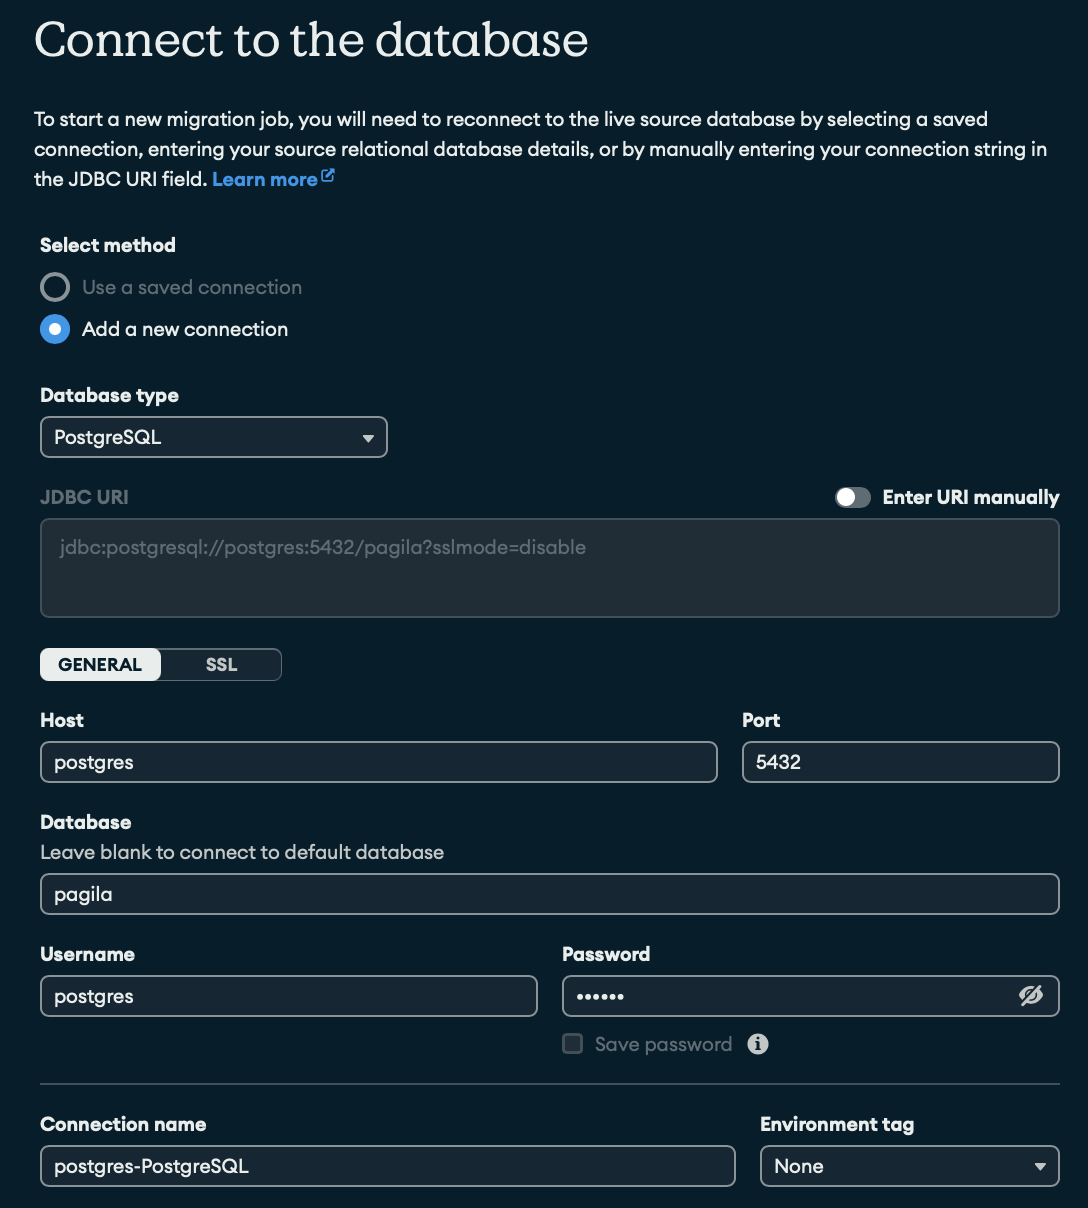 Connect to the database
To start a new migration job, you will need to reconnect to the live source database by selecting a saved
connection, entering your source relational database details, or by manually entering your connection string in
the JDBC URI field. Learn more
Select method
Use a saved connection
Add a new connection
Database type
PostgreSQL
JDBC URI
Enter URI manually
jdbc:postgresql://postgres:5432/pagila?sslmode=disable
GENERAL
SSL
Host
Port
postgres
5432
Database
Leave blank to connect to default database
pagila
Username
Password
postgres
••••••
Save password
Connection name
Environment tag
postgres-PostgreSQL
None